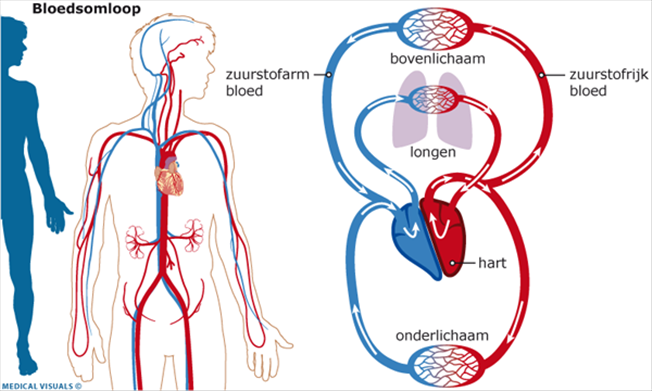 Bloedsomloop
bovenlichaam
zuurstofarm
bloed
zuurstofrijk
bloed
longen
hart
onderlichaam
MEDICAL VISUALS ©